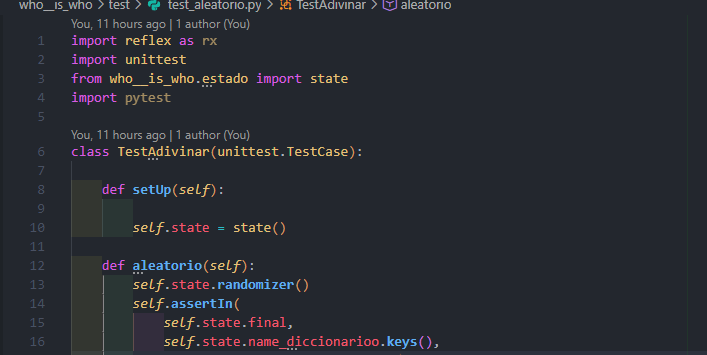 who__is_who > test > test_aleatorio.py > TestAdivinar > aleatorio
You, 11 hours ago | 1 author (You)
1 import reflex as rx
2 import unittest
3 from who__is_who.estado import state
4 import pytest
5
You, 11 hours ago | 1 author (You)
6 class TestAdivinar(unittest.TestCase):
7
8 def setUp(self):
9
10 self.state = state()
11
12 def aleatorio(self):
13 self.state.randomizer()
14 self.assertIn(
15 self.state.final,
16 self.state.name_diccionarioo.keys(),